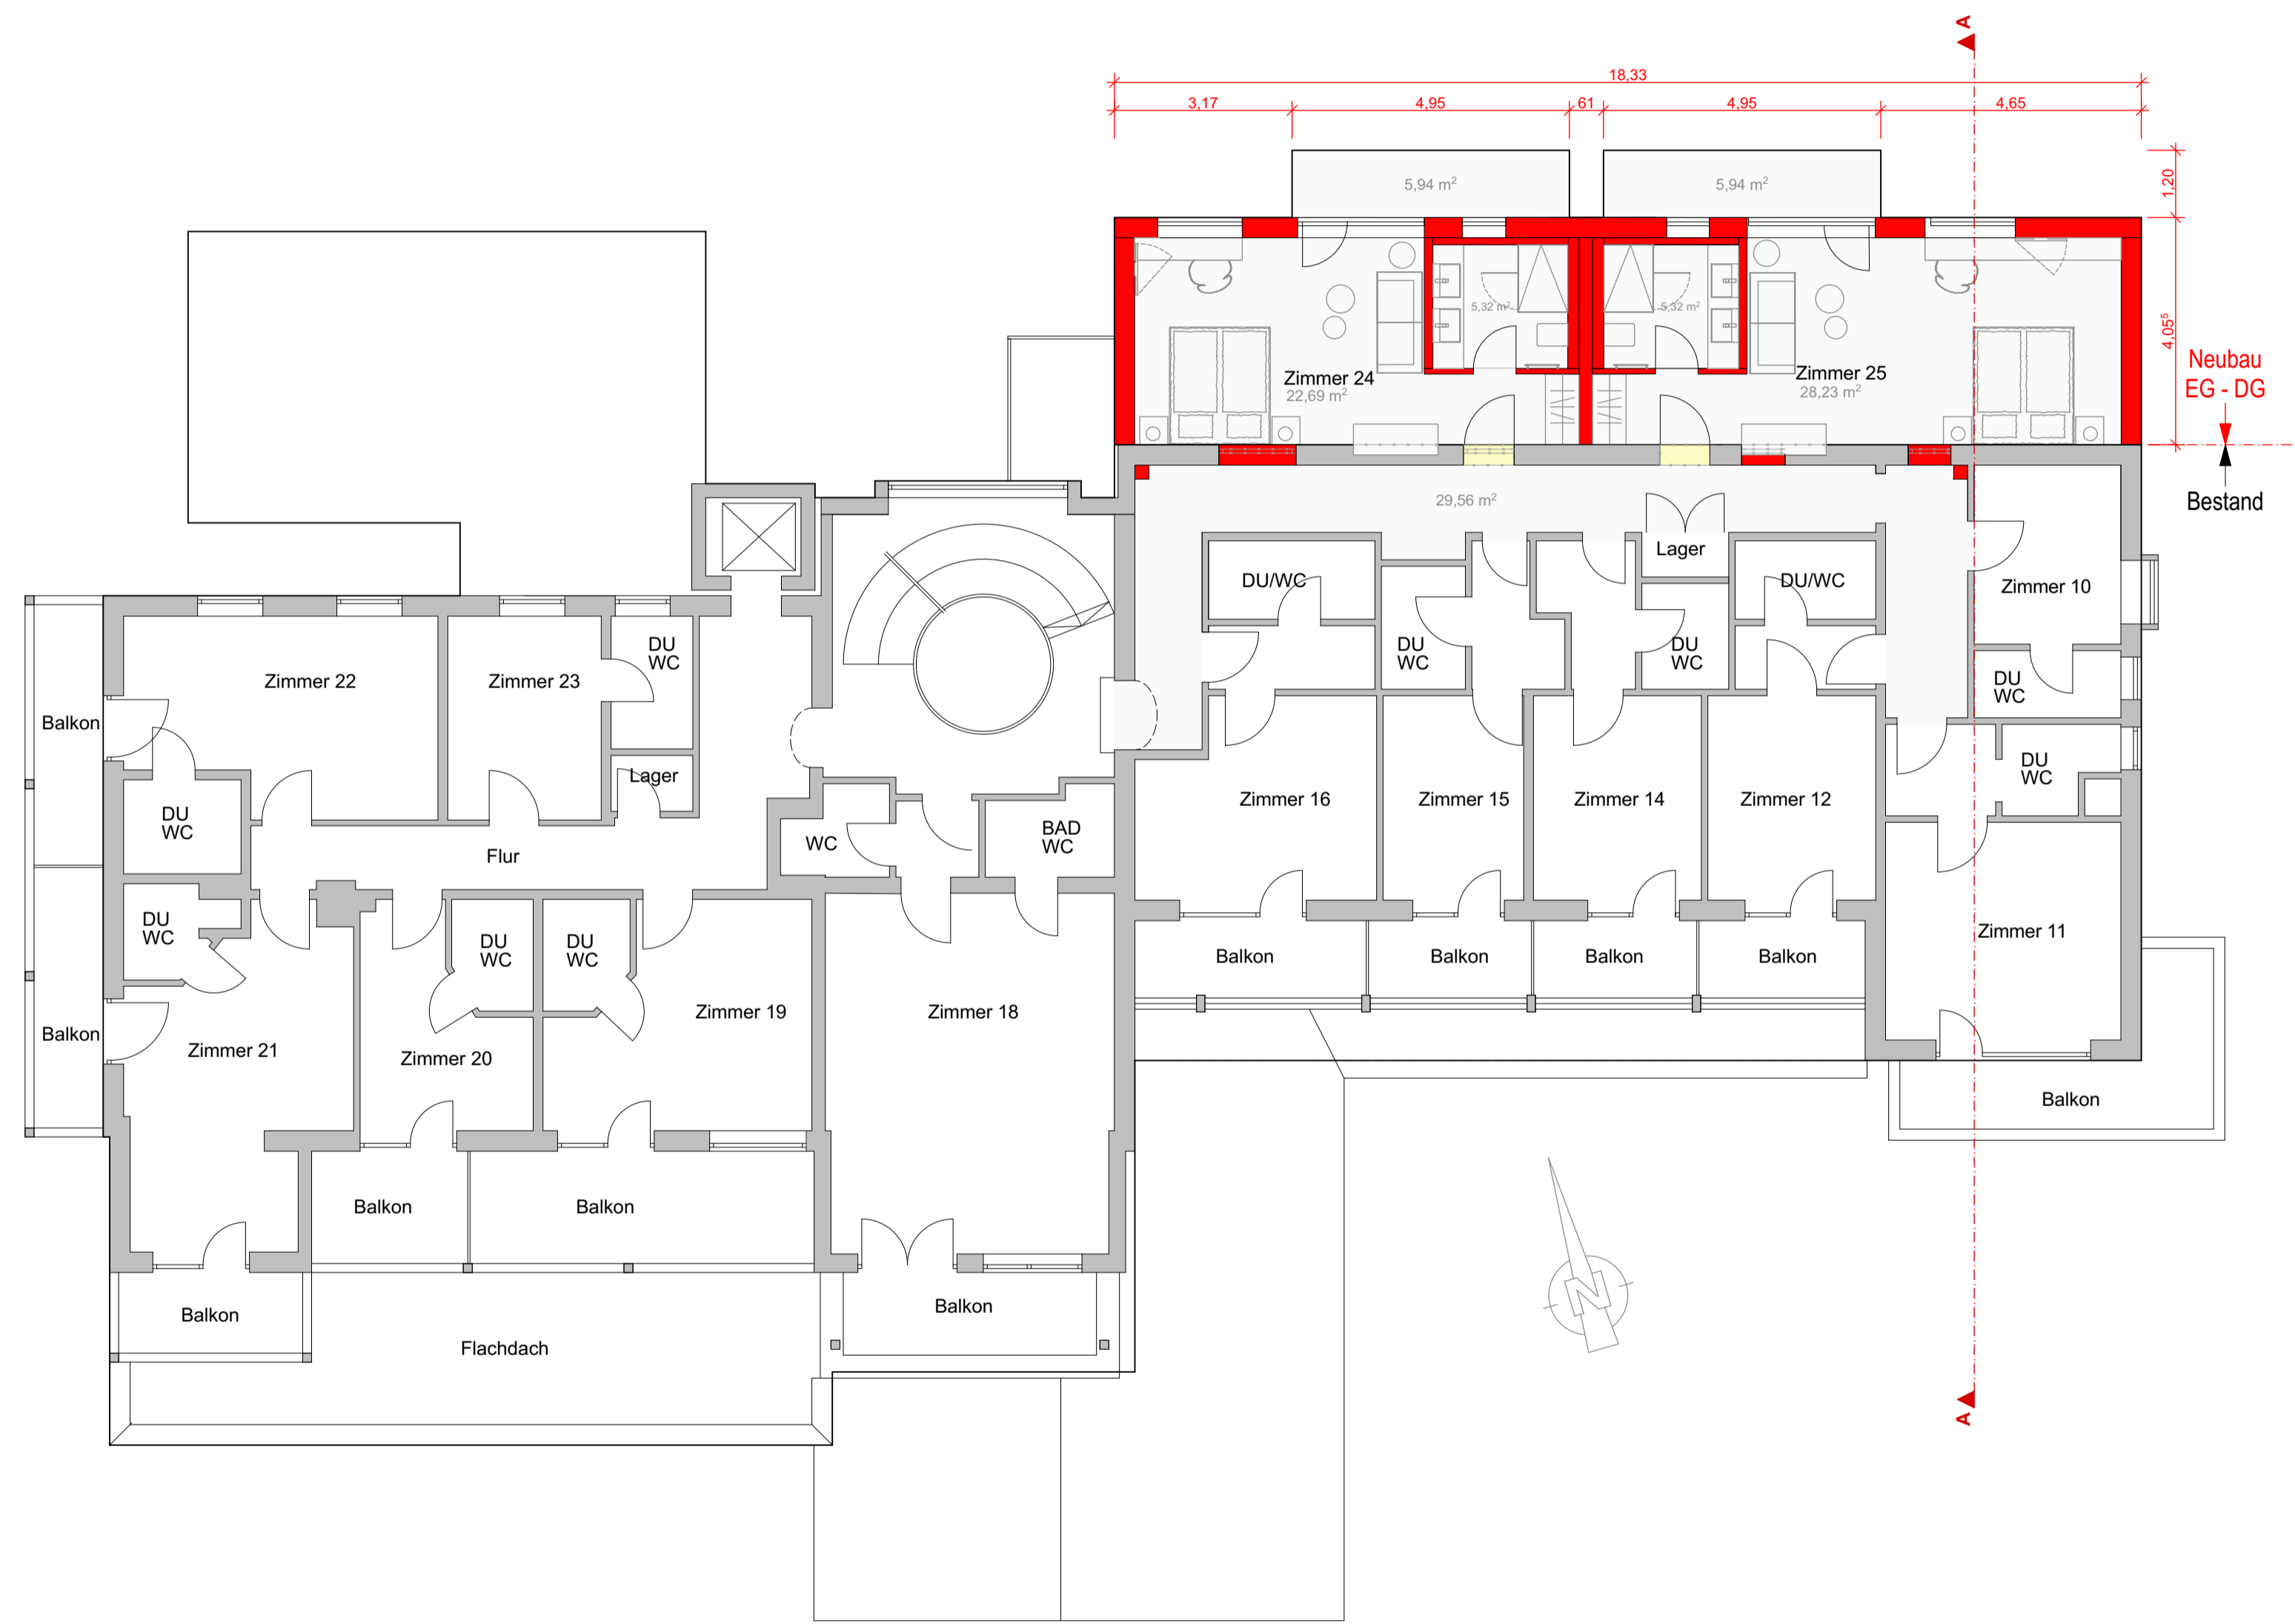 A
18,33
3,17
4,95
61
4,95
4,65
1,20
4,05⁵
5,94 m²
5,94 m²
5,32 m²
5,32 m²
Zimmer 24
22,69 m²
Zimmer 25
28,23 m²
Neubau
EG - DG
Bestand
29,56 m²
Lager
DU/WC
DU/WC
Zimmer 10
DU
WC
DU
WC
DU
WC
DU
WC
Zimmer 22
Zimmer 23
DU
WC
Balkon
Lager
DU
WC
DU
WC
Zimmer 16
Zimmer 15
Zimmer 14
Zimmer 12
Flur
WC
BAD
WC
DU
WC
DU
WC
DU
WC
Zimmer 11
Balkon
Balkon
Balkon
Balkon
Balkon
Zimmer 21
Zimmer 20
Zimmer 19
Zimmer 18
Balkon
Balkon
Balkon
Balkon
Balkon
Flachdach
N
A